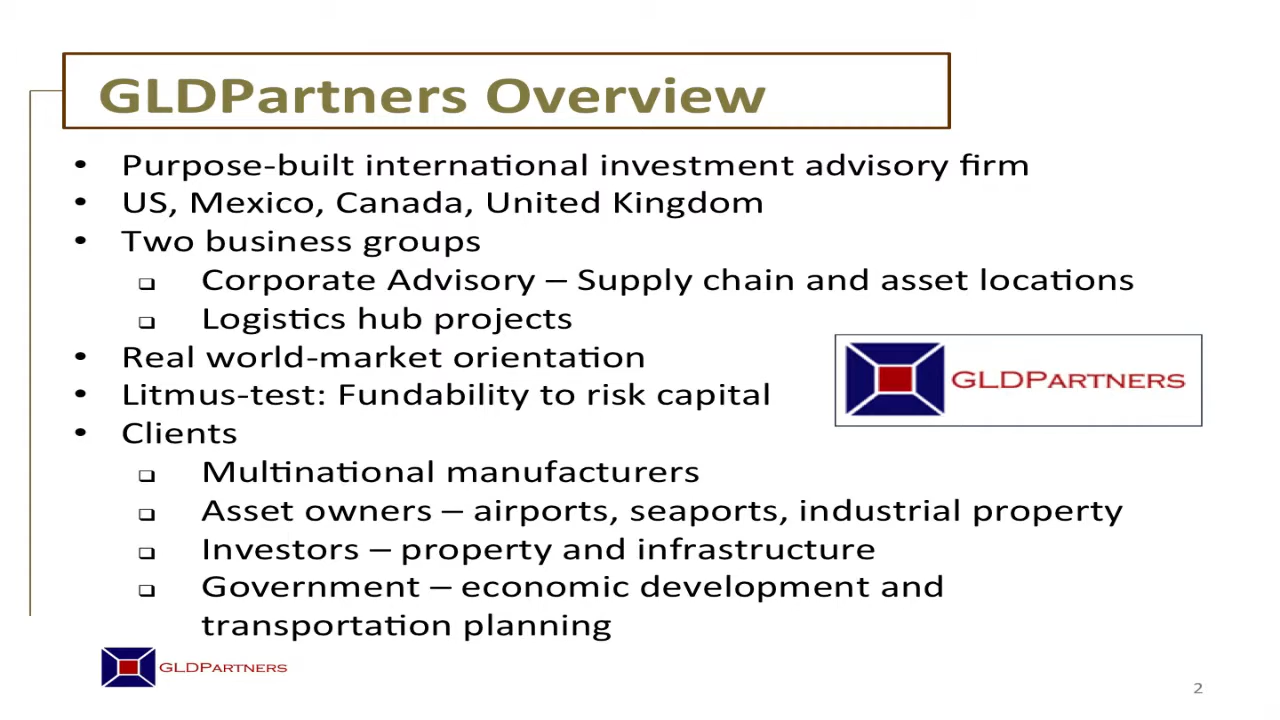 GLDPartners Overview
• Purpose-built international investment advisory firm
• US, Mexico, Canada, United Kingdom
• Two business groups
❑ Corporate Advisory – Supply chain and asset locations
❑ Logistics hub projects
• Real world-market orientation
• Litmus-test: Fundability to risk capital
GLDPARTNERS
• Clients
❑ Multinational manufacturers
❑ Asset owners – airports, seaports, industrial property
❑ Investors – property and infrastructure
❑ Government – economic development and
transportation planning
GLDPARTNERS
2